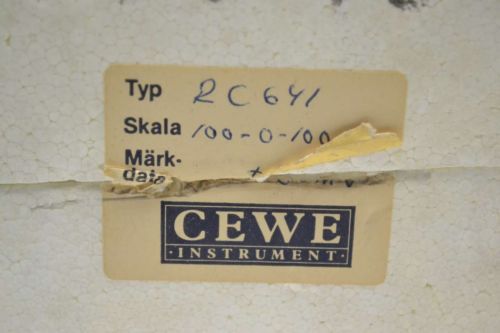 Typ RC641
Skala 100-0-100
Märk-
data ±
CEWE
·INSTRUMENT·